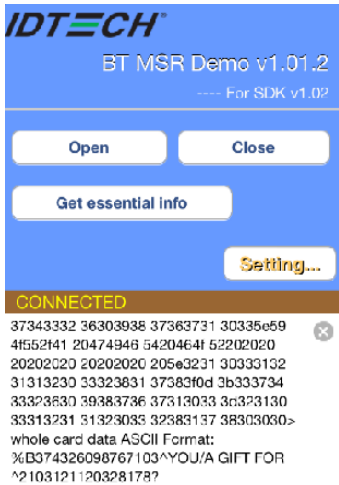 IDTECH®
BT MSR Demo v1.01.2
---- For SDK v1.02
Open
Close
Get essential info
Setting...
CONNECTED
37343332 36303938 37363731 30335e59
4f552f41 20474946 5420464f 52202020
20202020 20202020 205e3231 30333132
31313230 33323831 37383f0d 3b333734
33323630 39383736 37313033 3d323130
33313231 31323033 32383137 38303030>
whole card data ASCII Format:
%B374326098767103^YOU/A GIFT FOR
^2103121120328178?